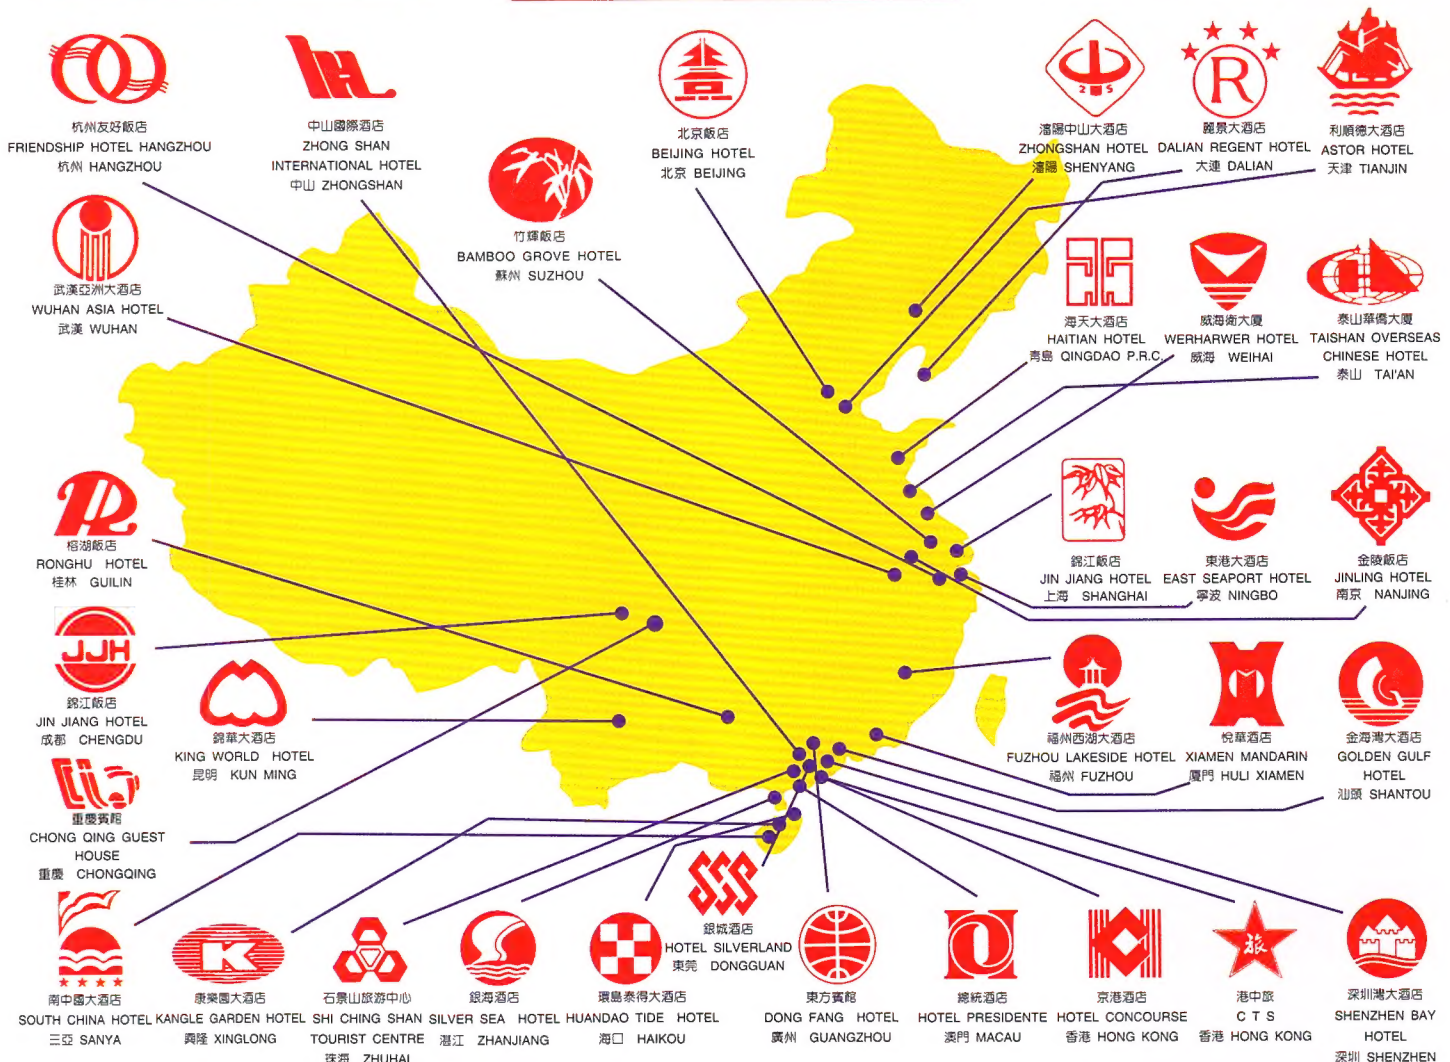 杭州友好飯店
FRIENDSHIP HOTEL HANGZHOU
杭州 HANGZHOU
中山國際酒店
ZHONG SHAN
INTERNATIONAL HOTEL
中山 ZHONGSHAN
北京飯店
BEIJING HOTEL
北京 BEIJING
瀋陽中山大酒店
ZHONGSHAN HOTEL
瀋陽 SHENYANG
R
麗景大酒店
DALIAN REGENT HOTEL
大連 DALIAN
利順德大酒店
ASTOR HOTEL
天津 TIANJIN
竹輝飯店
BAMBOO GROVE HOTEL
蘇州 SUZHOU
武漢亞洲大酒店
WUHAN ASIA HOTEL
武漢 WUHAN
海天大酒店
HAITIAN HOTEL
青島 QINGDAO P.R.C.
威海衛大厦
WERHARWER HOTEL
威海 WEIHAI
泰山華僑大厦
TAISHAN OVERSEAS
CHINESE HOTEL
泰山 TAI'AN
榕湖飯店
RONGHU HOTEL
桂林 GUILIN
錦江飯店
JIN JIANG HOTEL
上海 SHANGHAI
東港大酒店
EAST SEAPORT HOTEL
寧波 NINGBO
金陵飯店
JINLING HOTEL
南京 NANJING
JJH
錦江飯店
JIN JIANG HOTEL
成都 CHENGDU
錦華大酒店
KING WORLD HOTEL
昆明 KUN MING
福州西湖大酒店
FUZHOU LAKESIDE HOTEL
福州 FUZHOU
悅華酒店
XIAMEN MANDARIN
厦門 HULI XIAMEN
金海灣大酒店
GOLDEN GULF
HOTEL
汕頭 SHANTOU
重慶賓館
CHONG QING GUEST
HOUSE
重慶 CHONGQING
銀城酒店
HOTEL SILVERLAND
東莞 DONGGUAN
南中國大酒店
SOUTH CHINA HOTEL
三亞 SANYA
K
康樂園大酒店
KANGLE GARDEN HOTEL
興隆 XINGLONG
石景山旅游中心
SHI CHING SHAN
TOURIST CENTRE
珠海 ZHUHAI
銀海酒店
SILVER SEA HOTEL
湛江 ZHANJIANG
環島泰得大酒店
HUANDAO TIDE HOTEL
海口 HAIKOU
東方賓館
DONG FANG HOTEL
廣州 GUANGZHOU
總統酒店
HOTEL PRESIDENTE
澳門 MACAU
京港酒店
HOTEL CONCOURSE
香港 HONG KONG
旅
港中旅
C T S
香港 HONG KONG
深圳灣大酒店
SHENZHEN BAY
HOTEL
深圳 SHENZHEN